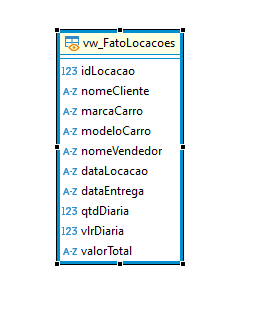 vw_FatoLocacoes
123 idLocacao
A-Z nomeCliente
A-Z marcaCarro
A-Z modeloCarro
A-Z nomeVendedor
A-Z dataLocacao
A-Z dataEntrega
123 qtdDiaria
123 vlrDiaria
A-Z valorTotal